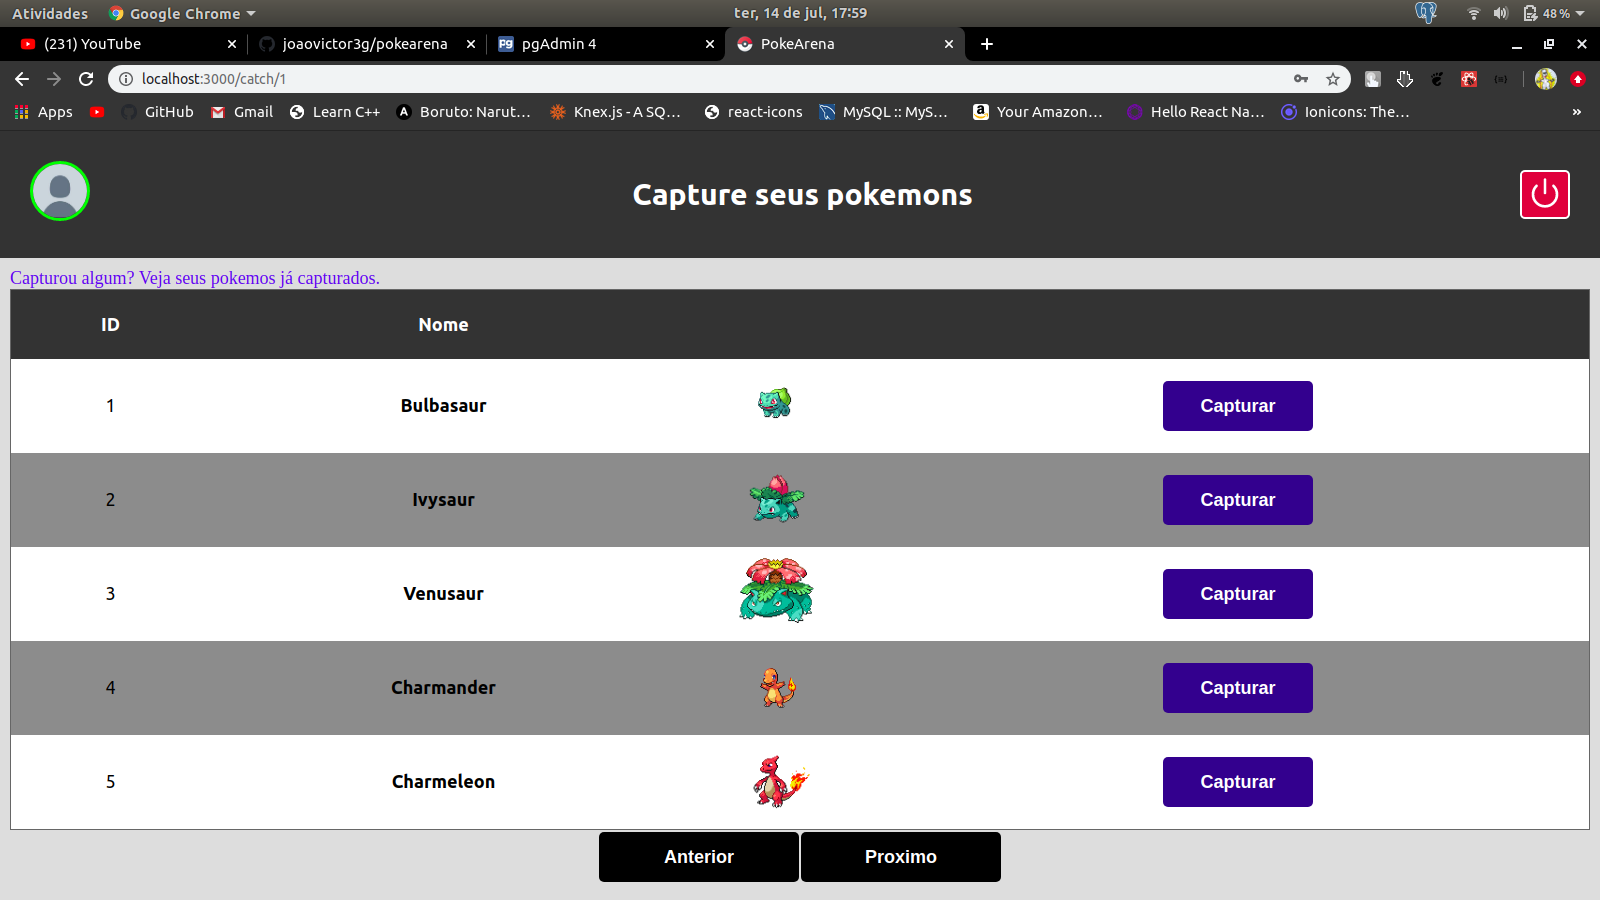 Atividades Google Chrome ter, 14 de jul, 17:59 48 %
(231) YouTube joaovictor3g/pokearena pgAdmin 4 PokeArena
localhost:3000/catch/1
Apps GitHub Gmail Learn C++ Boruto: Narut… Knex.js - A SQ… react-icons MySQL :: MyS… Your Amazon… Hello React Na… Ionicons: The… »
Capture seus pokemons
Capturou algum? Veja seus pokemos já capturados.
ID Nome
1 Bulbasaur Capturar
2 Ivysaur Capturar
3 Venusaur Capturar
4 Charmander Capturar
5 Charmeleon Capturar
Anterior Proximo